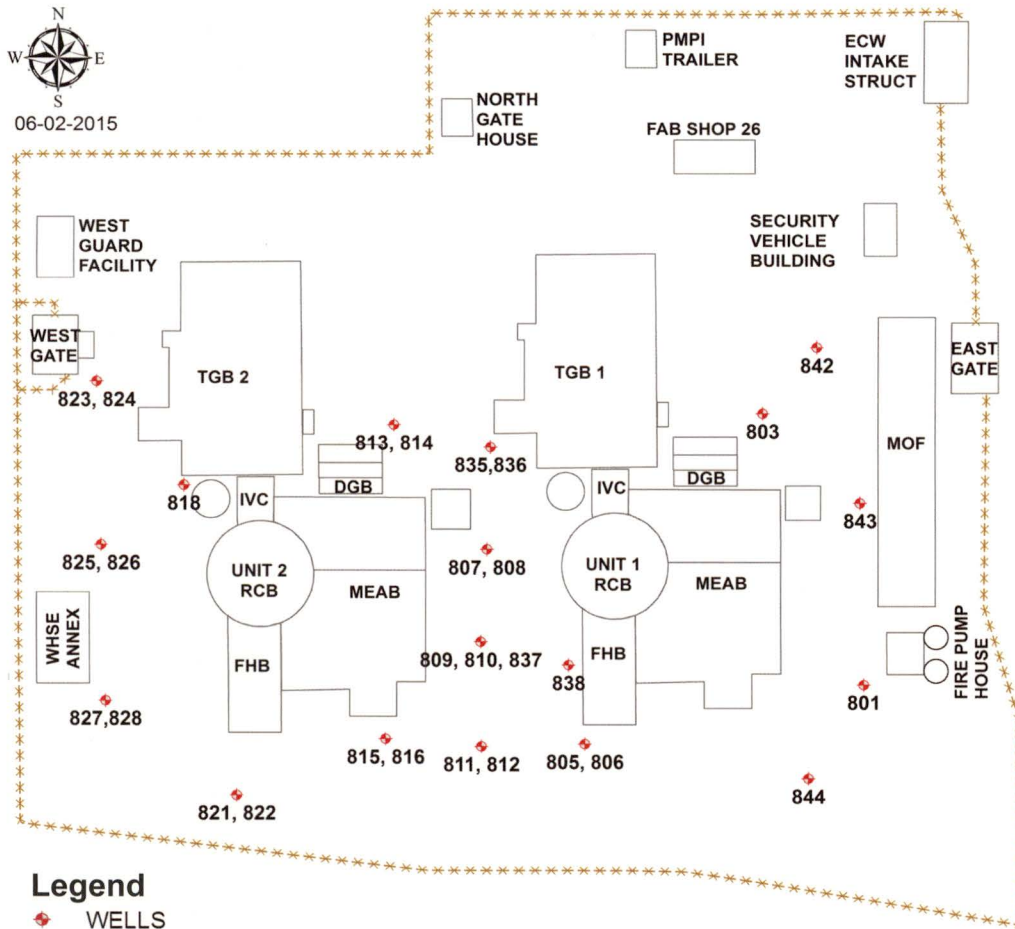 N
W E
S
06-02-2015
PMPI
TRAILER
ECW
INTAKE
STRUCT
NORTH
GATE
HOUSE
FAB SHOP 26
WEST
GUARD
FACILITY
SECURITY
VEHICLE
BUILDING
WEST
GATE
EAST
GATE
842
TGB 2
TGB 1
823, 824
803
813, 814
835,836
MOF
DGB
DGB
818
IVC
IVC
843
825, 826
807, 808
UNIT 2
RCB
UNIT 1
RCB
MEAB
MEAB
WHSE
ANNEX
FHB
809, 810, 837
838
FHB
FIRE PUMP
HOUSE
801
827,828
815, 816
811, 812
805, 806
844
821, 822
Legend
WELLS